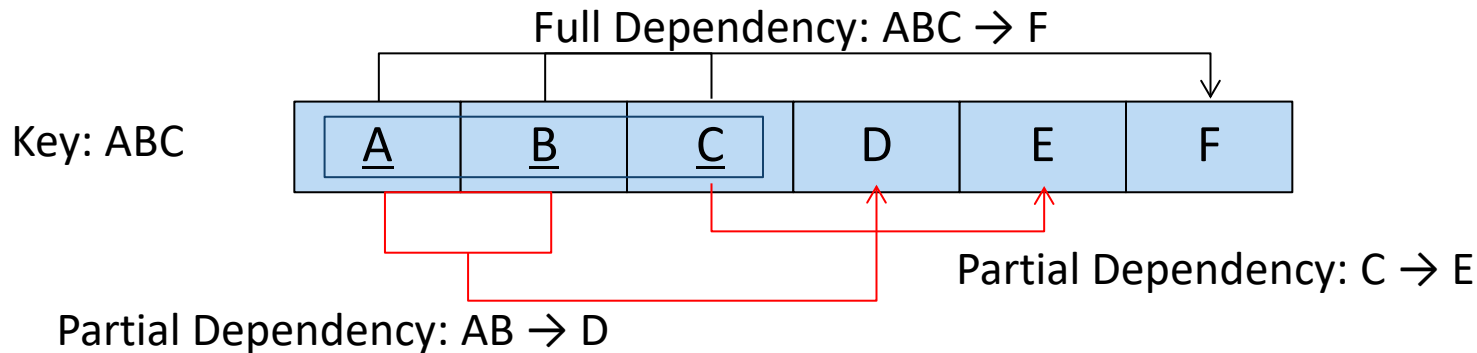 Full Dependency: ABC → F
Key: ABC
A B C D E F
Partial Dependency: C → E
Partial Dependency: AB → D